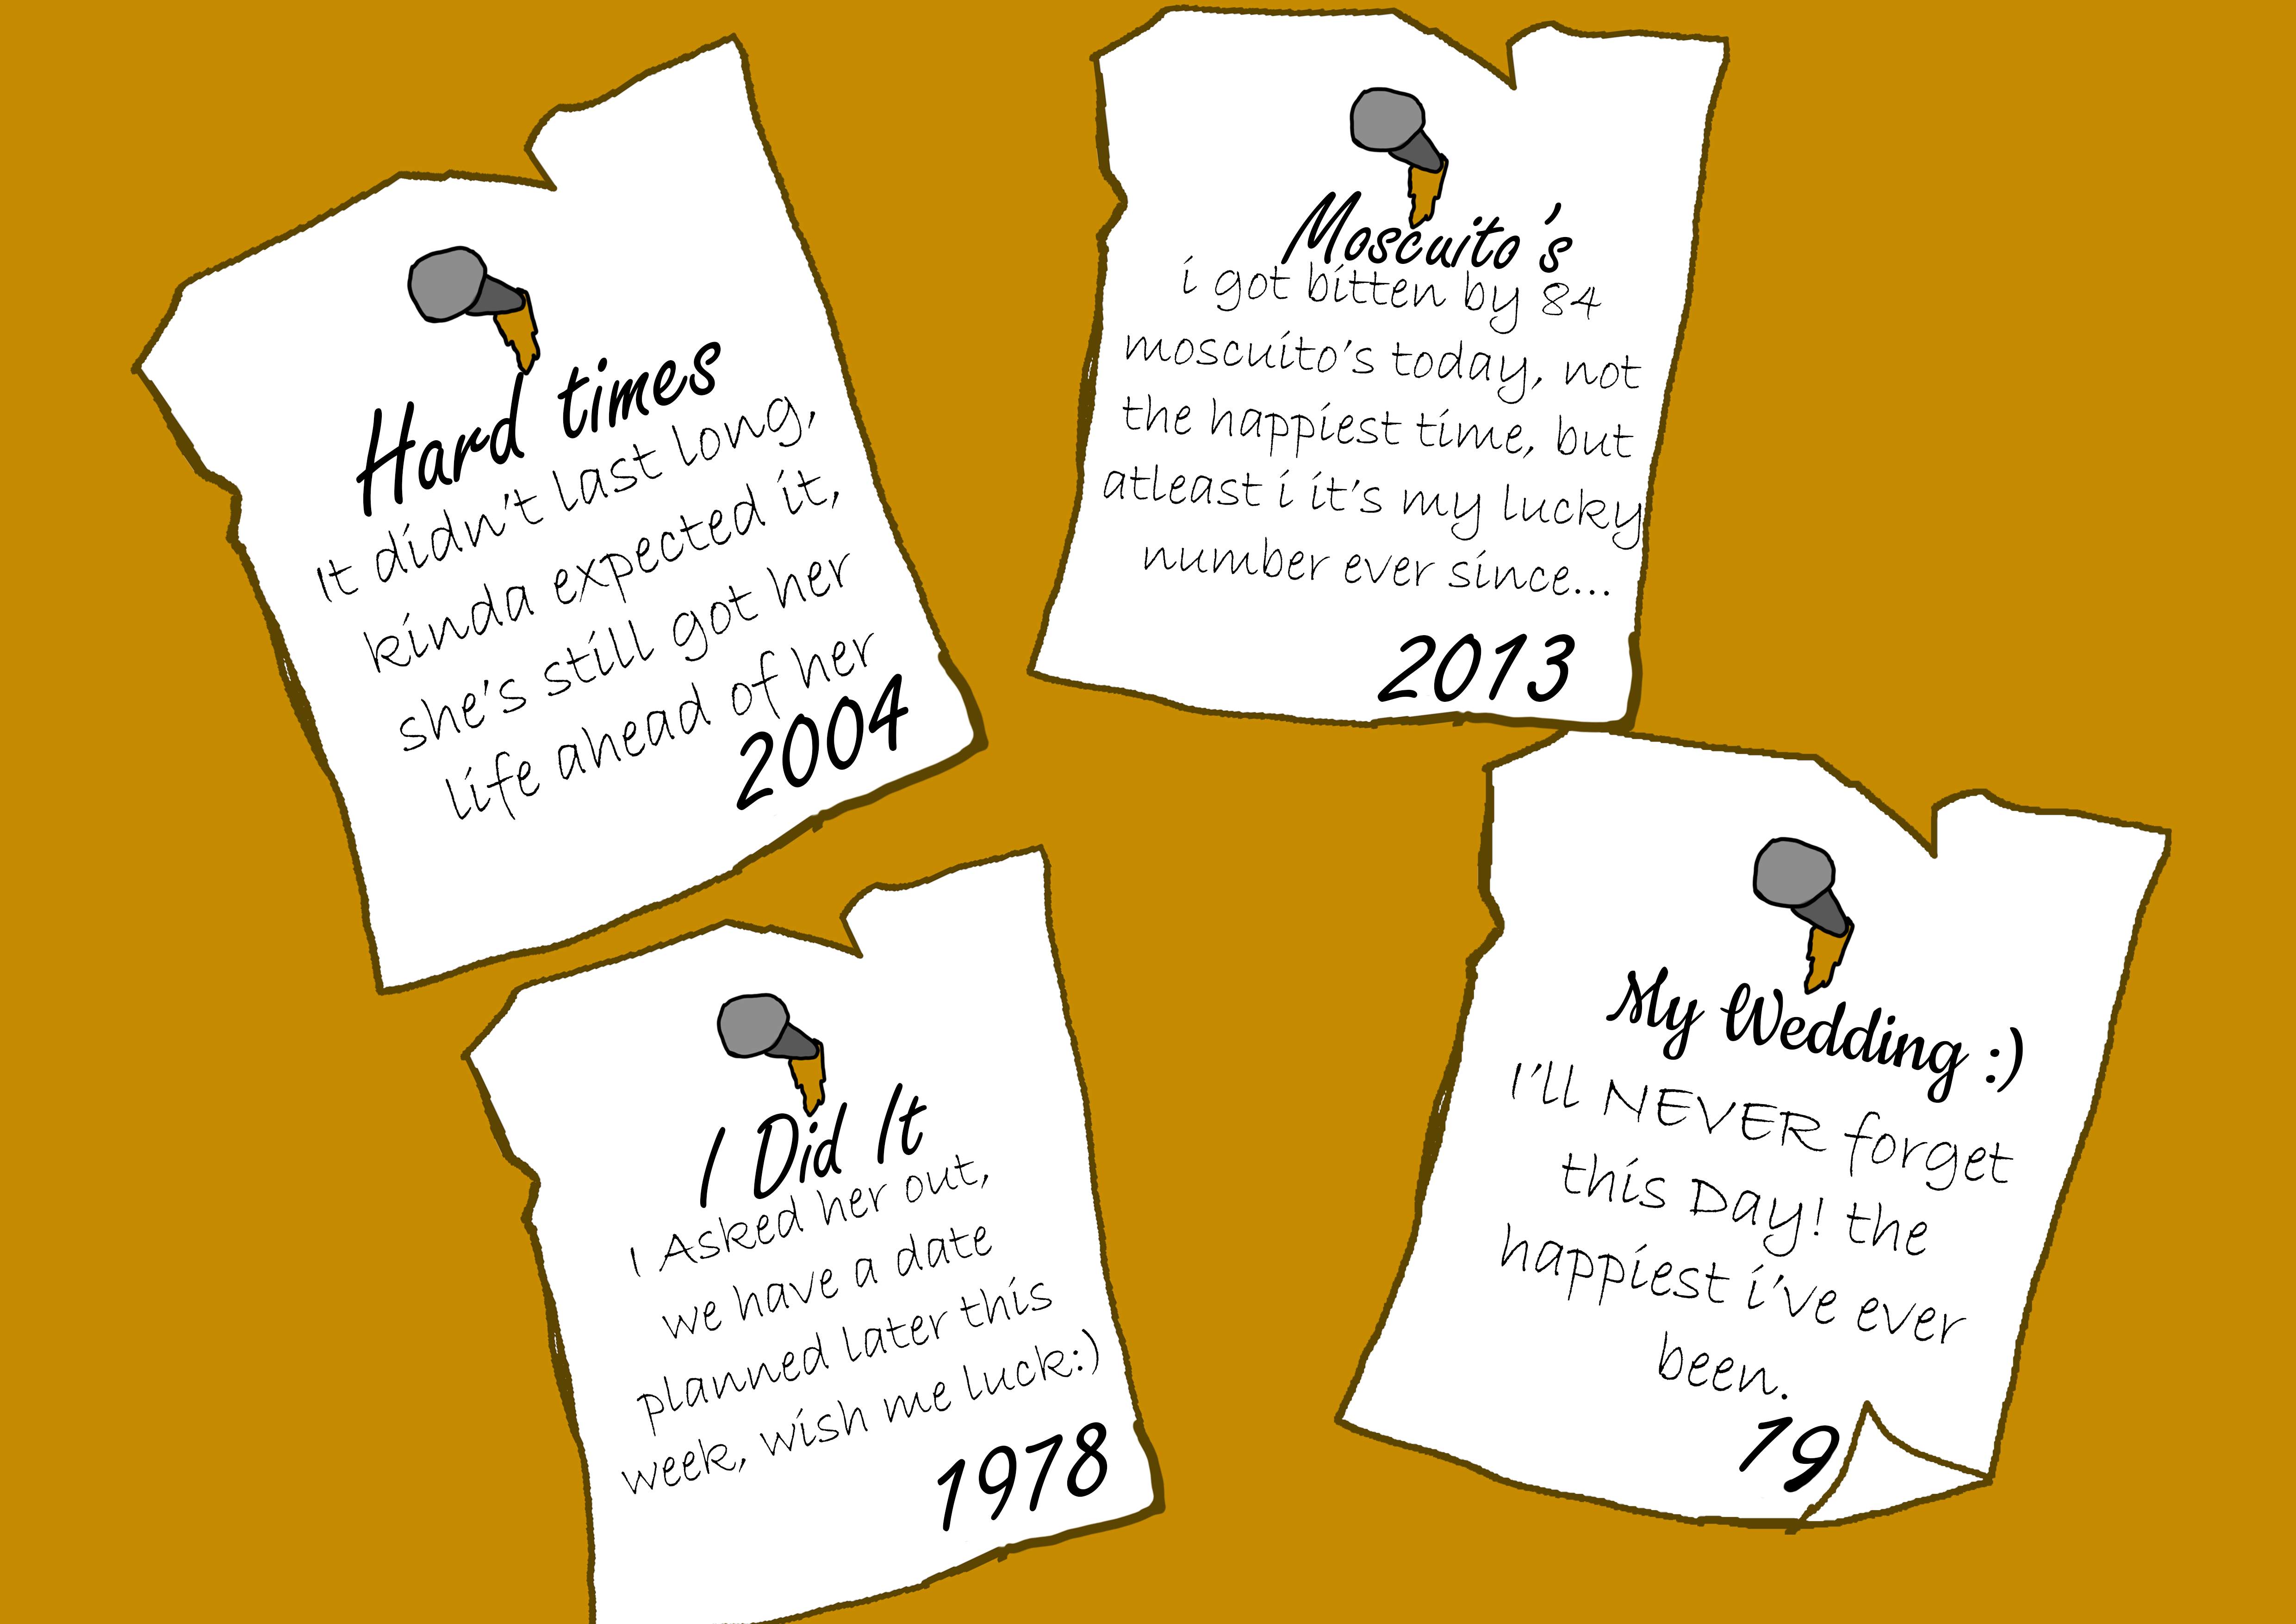 Hard times
It didn't last long,
kinda expected it,
she's still got her
life ahead of her
2004
Moscuito's
i got bitten by 84
moscuito's today, not
the happiest time, but
atleast i it's my lucky
number ever since...
2013
I Did It
I Asked her out,
we have a date
planned later this
week, wish me luck:)
1978
My Wedding :)
I'll NEVER forget
this Day! the
happiest i've ever
been.
19